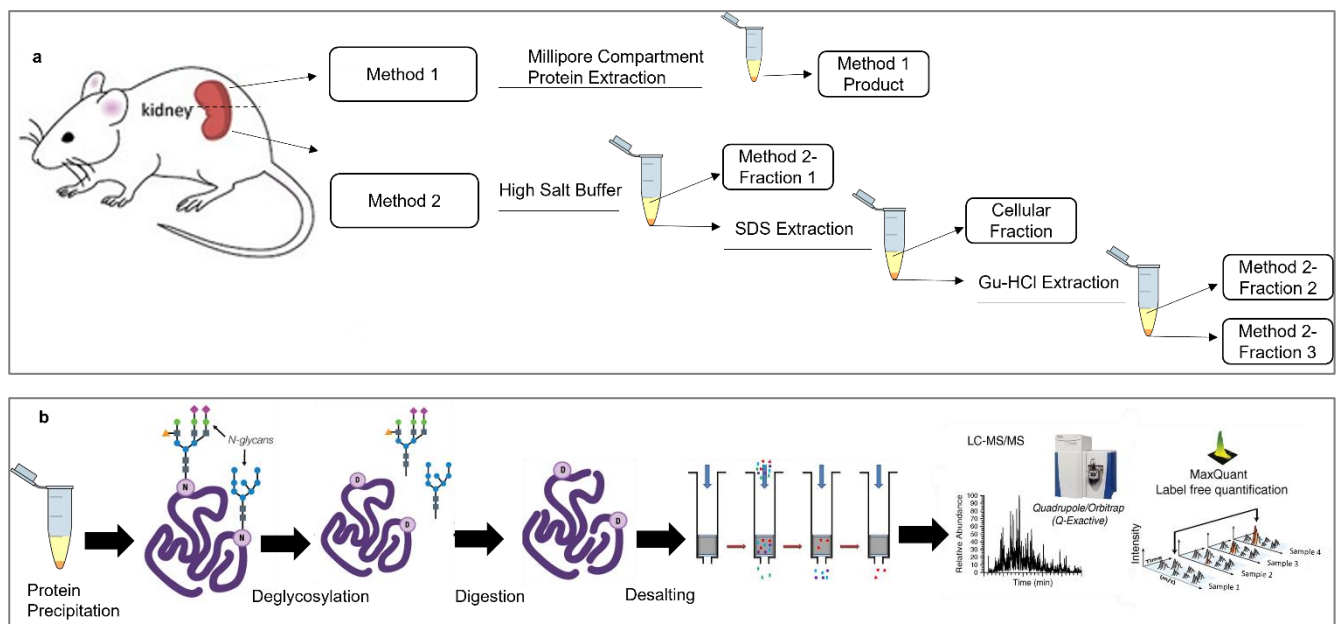 a
kidney
Method 1
Millipore Compartment
Protein Extraction
Method 1
Product
Method 2
High Salt Buffer
Method 2-
Fraction 1
SDS Extraction
Cellular
Fraction
Gu-HCl Extraction
Method 2-
Fraction 2
Method 2-
Fraction 3
b
Protein
Precipitation
N-glycans
N
N
Deglycosylation
D
D
Digestion
D
D
Desalting
LC-MS/MS
Quadrupole/Orbitrap
(Q-Exactive)
Relative Abundance
100
Time (min)
MaxQuant
Label free quantification
Intensity
Time
(m/z)
Sample 1
Sample 2
Sample 3
Sample 4